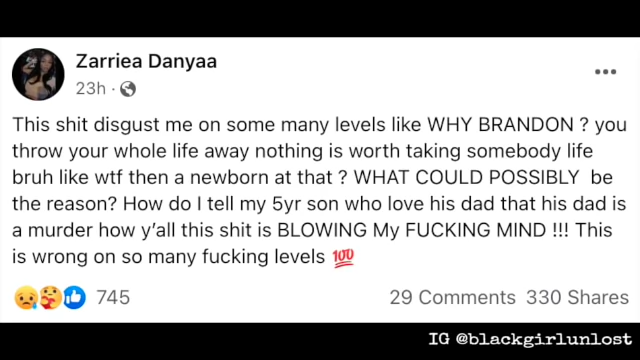 Zarriea Danyaa
23h ·
This shit disgust me on some many levels like WHY BRANDON ? you
throw your whole life away nothing is worth taking somebody life
bruh like wtf then a newborn at that ? WHAT COULD POSSIBLY be
the reason? How do I tell my 5yr son who love his dad that his dad is
a murder how y’all this shit is BLOWING My FUCKING MIND !!! This
is wrong on so many fucking levels 💯
745 29 Comments 330 Shares
IG @blackgirlunlost